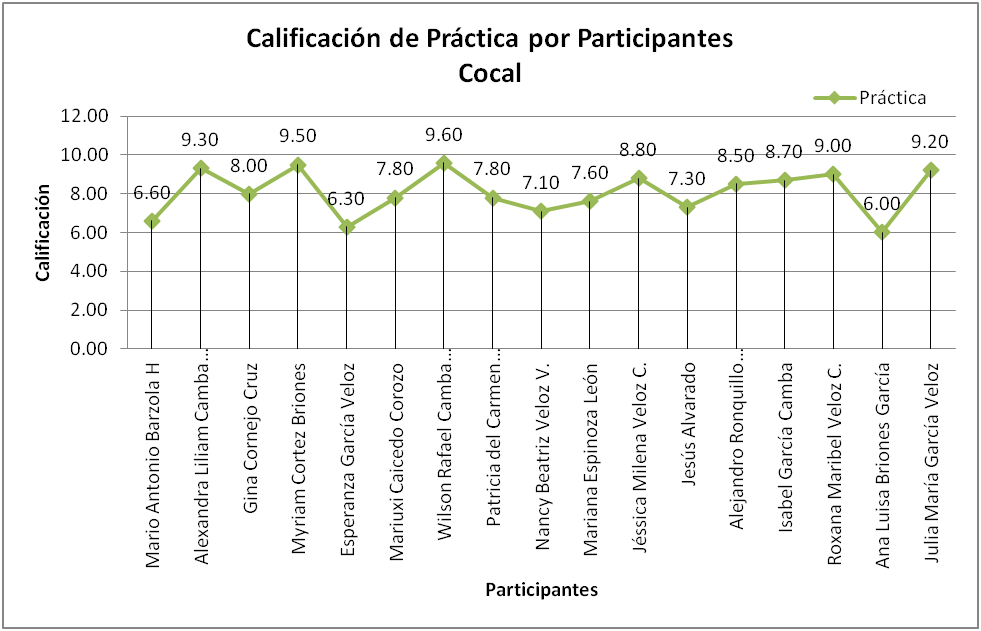 Calificación de Práctica por Participantes
Cocal
Práctica
Calificación
12.00
10.00
8.00
6.00
4.00
2.00
0.00
6.60
9.30
8.00
9.50
6.30
7.80
9.60
7.80
7.10
7.60
8.80
7.30
8.50
8.70
9.00
6.00
9.20
Mario Antonio Barzola H
Alexandra Liliam Camba...
Gina Cornejo Cruz
Myriam Cortez Briones
Esperanza García Veloz
Mariuxi Caicedo Corozo
Wilson Rafael Camba...
Patricia del Carmen...
Nancy Beatriz Veloz V.
Mariana Espinoza León
Jéssica Milena Veloz C.
Jesús Alvarado
Alejandro Ronquillo...
Isabel García Camba
Roxana Maribel Veloz C.
Ana Luisa Briones García
Julia María García Veloz
Participantes